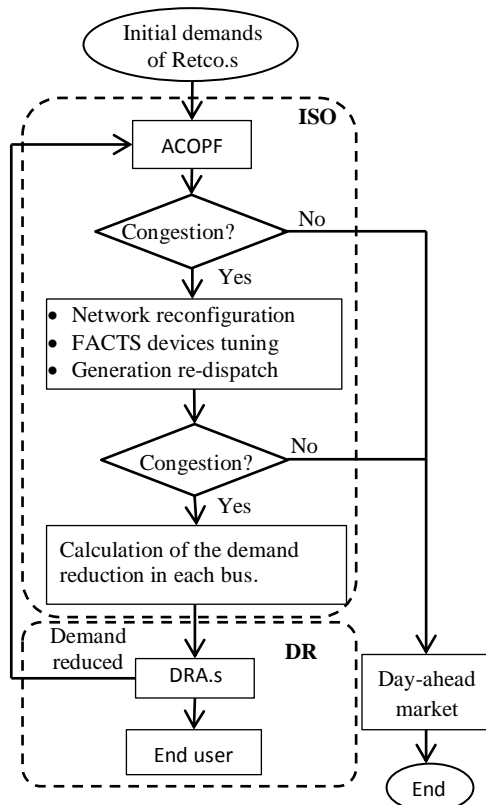 Initial demands
of Retco.s
ISO
ACOPF
Congestion?
No
Yes
• Network reconfiguration
• FACTS devices tuning
• Generation re-dispatch
Congestion?
No
Yes
Calculation of the demand
reduction in each bus.
Demand
reduced
DR
DRA.s
End user
Day-ahead
market
End